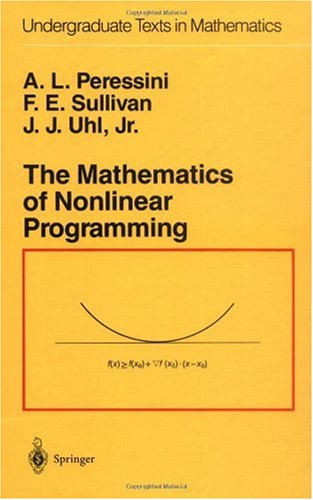 Undergraduate Texts in Mathematics
A. L. Peressini
F. E. Sullivan
J. J. Uhl, Jr.
The Mathematics
of Nonlinear
Programming
f(x) ≥ f(x₀) + ∇f (x₀) · (x − x₀)
Springer